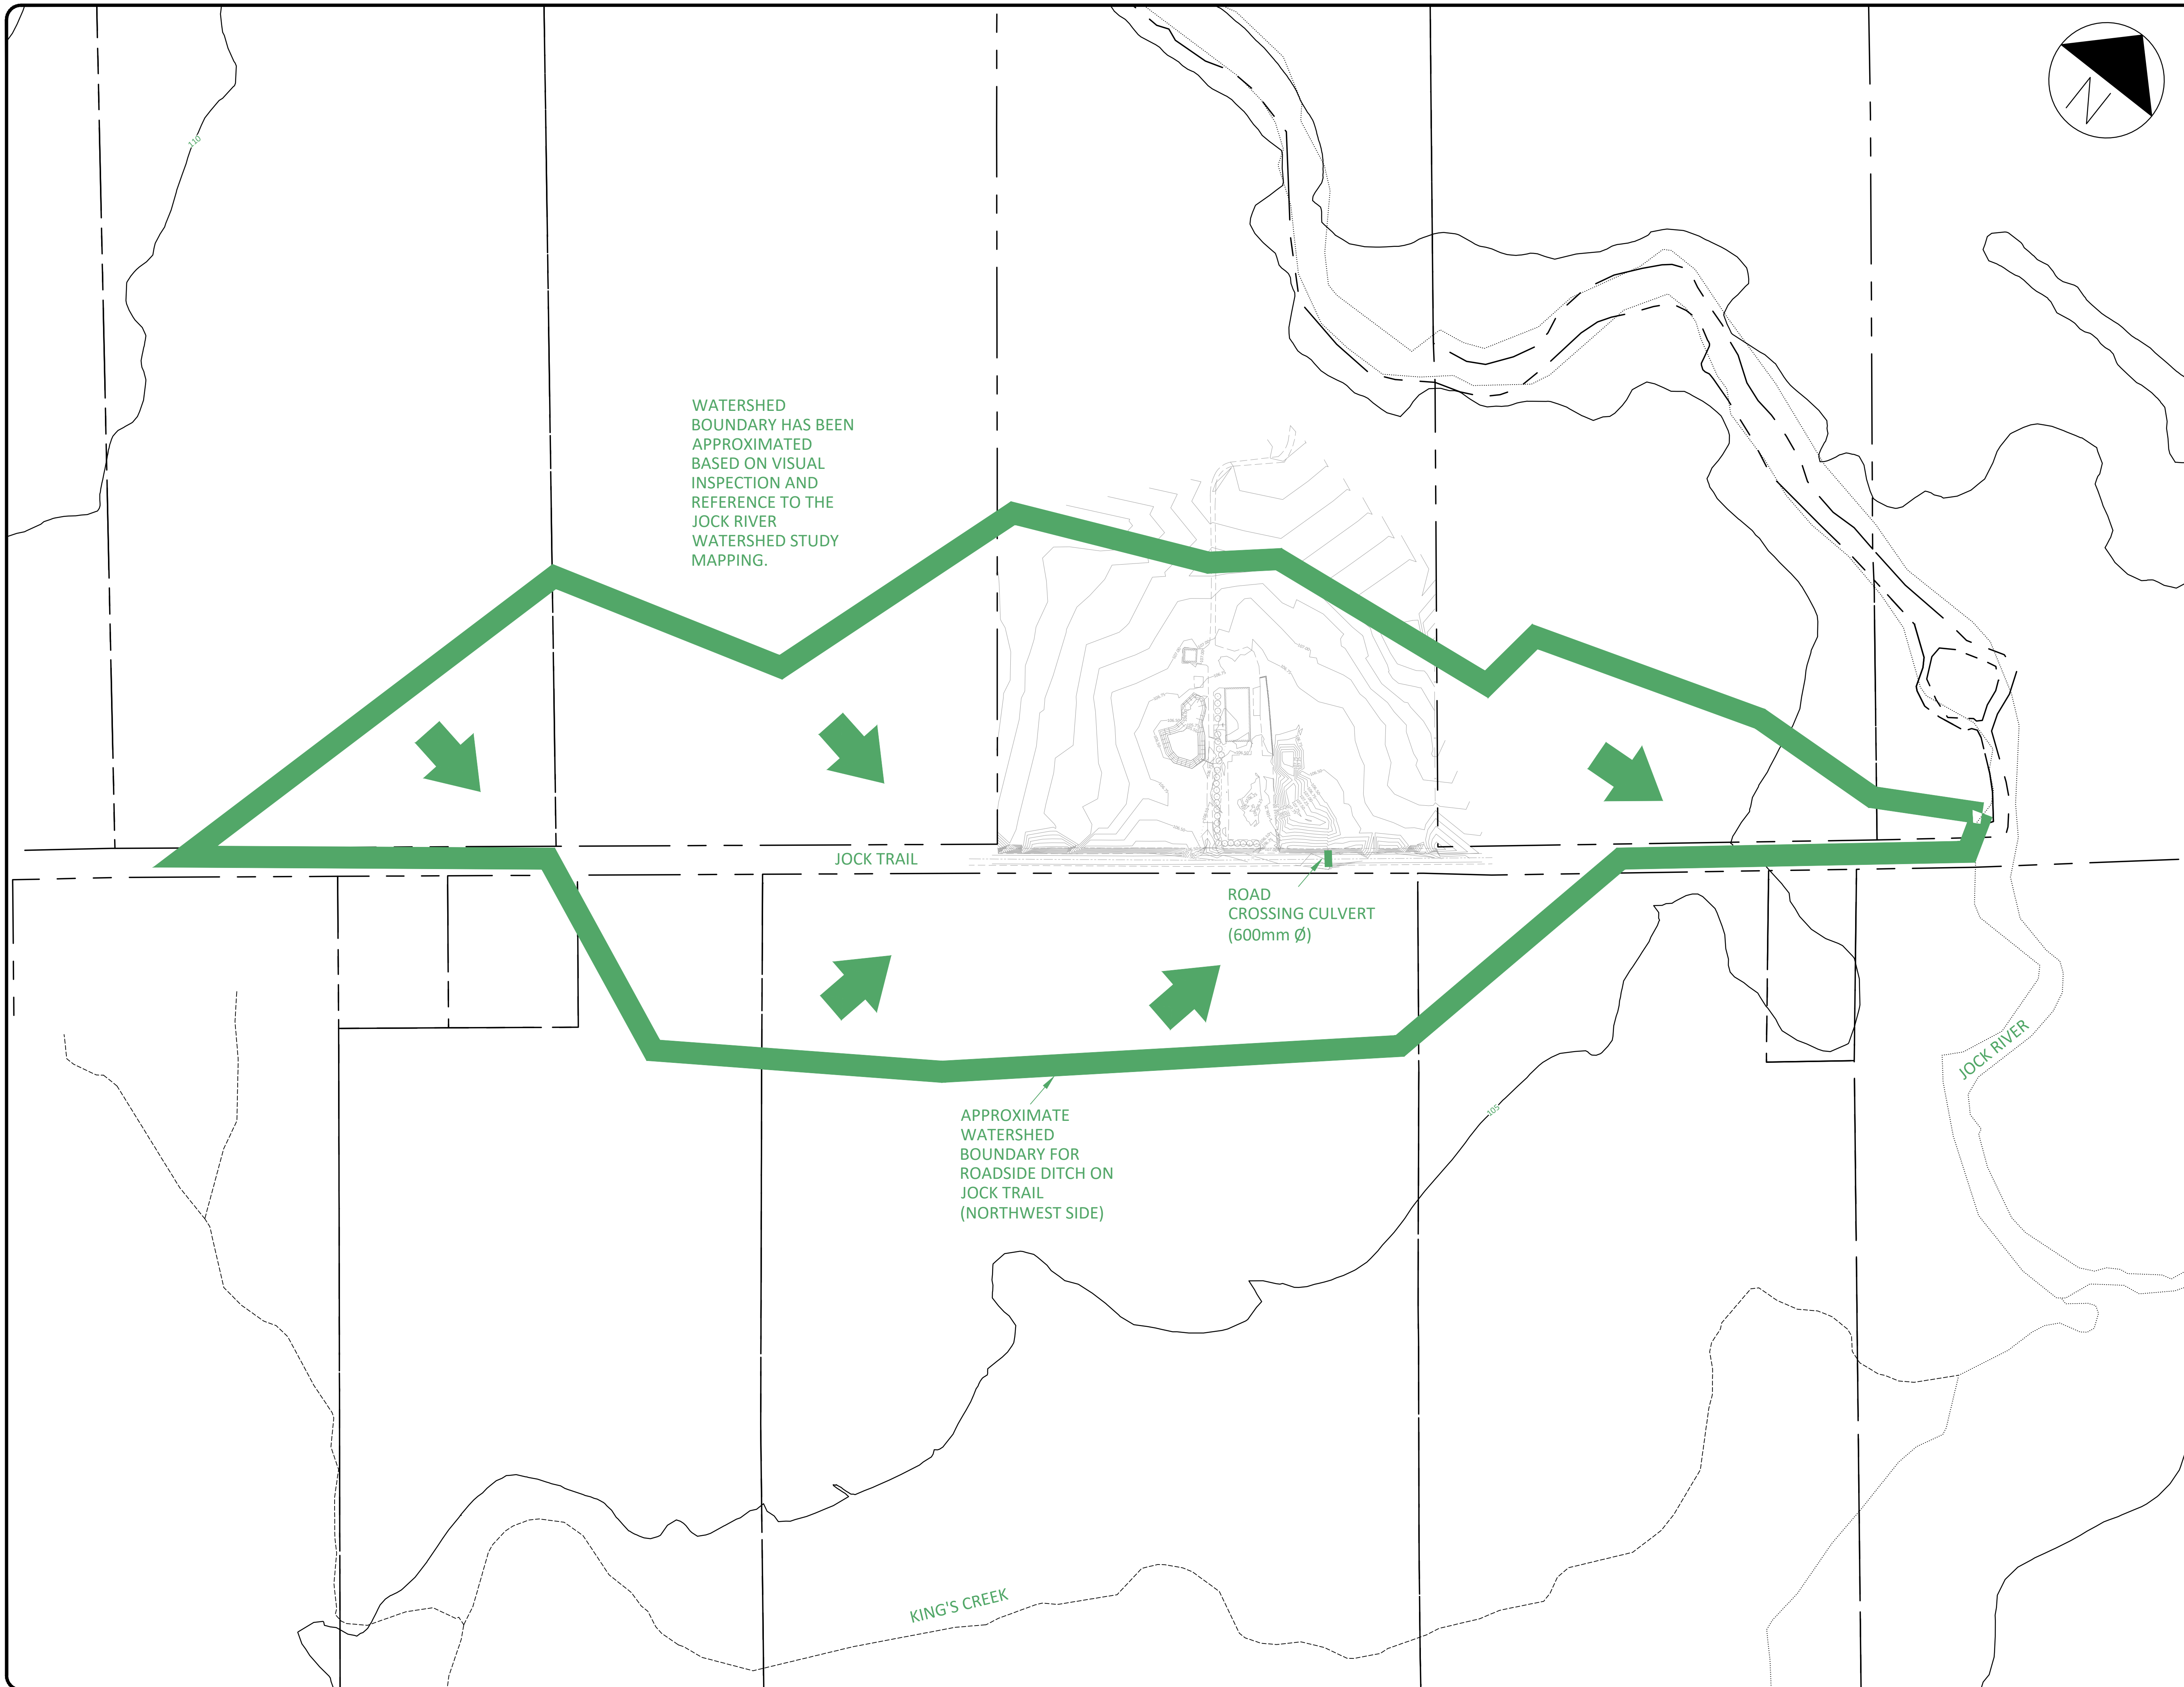 N
110
WATERSHED
BOUNDARY HAS BEEN
APPROXIMATED
BASED ON VISUAL
INSPECTION AND
REFERENCE TO THE
JOCK RIVER
WATERSHED STUDY
MAPPING.
JOCK TRAIL
ROAD
CROSSING CULVERT
(600mm Ø)
JOCK RIVER
105
APPROXIMATE
WATERSHED
BOUNDARY FOR
ROADSIDE DITCH ON
JOCK TRAIL
(NORTHWEST SIDE)
KING'S CREEK